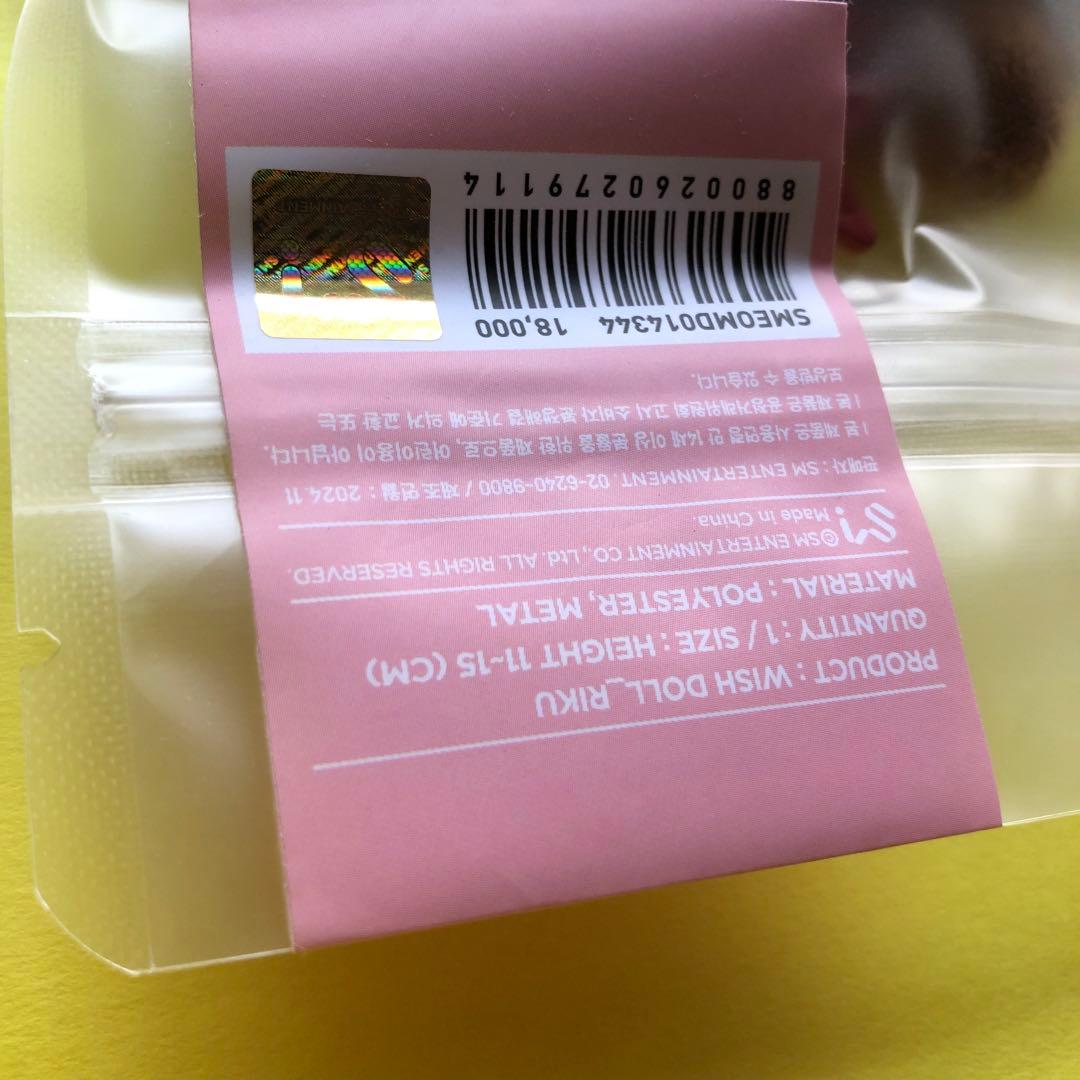 PRODUCT : WISH DOLL_RIKU
QUANTITY : 1 / SIZE : HEIGHT 11~15 (CM)
MATERIAL : POLYESTER, METAL
©SM ENTERTAINMENT CO., Ltd. ALL RIGHTS RESERVED.
Made in China.
판매자 : SM ENTERTAINMENT. 02-6240-9800 / 제조연월 : 2024.11
| 본 제품은 사용연령 만 14세 이상 분들을 위한 제품으로, 어린이용이 아닙니다.
| 본 제품은 공정거래위원회 고시 소비자 분쟁해결 기준에 의거 교환 또는
보상받을 수 있습니다.
SMEOMD014344 18,000
8800260279114